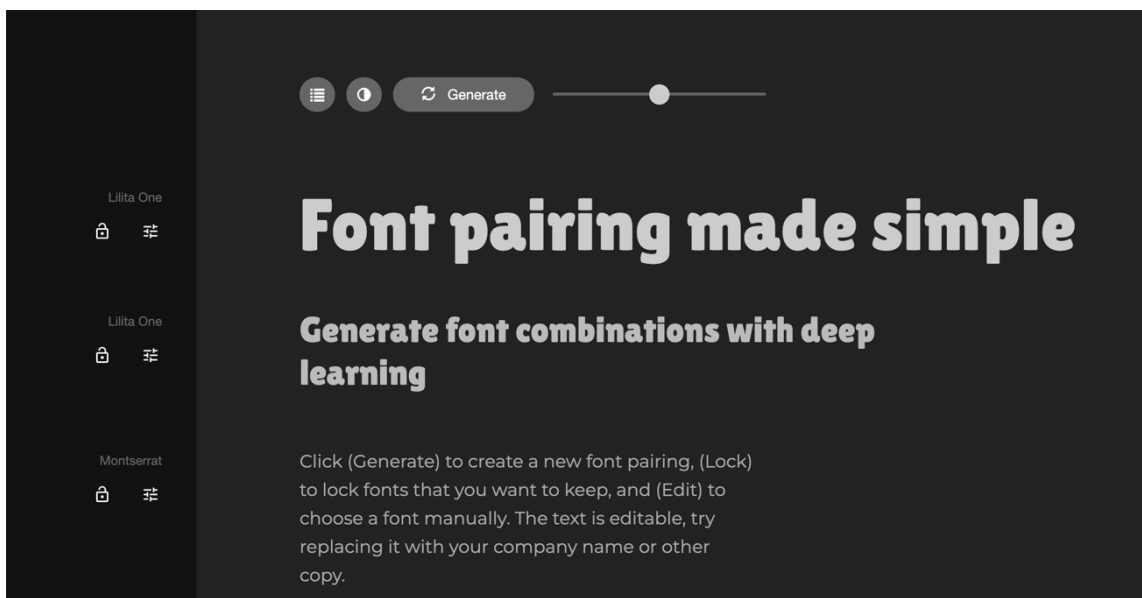 Generate
Lilita One
Font pairing made simple
Lilita One
Generate font combinations with deep
learning
Montserrat
Click (Generate) to create a new font pairing, (Lock)
to lock fonts that you want to keep, and (Edit) to
choose a font manually. The text is editable, try
replacing it with your company name or other
copy.